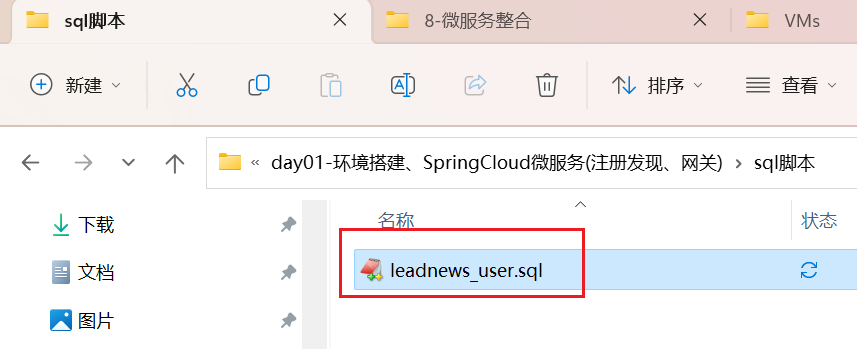 sql脚本
8-微服务整合
VMs
新建
排序
查看
« day01-环境搭建、SpringCloud微服务(注册发现、网关) › sql脚本
下载
文档
图片
名称
状态
leadnews_user.sql